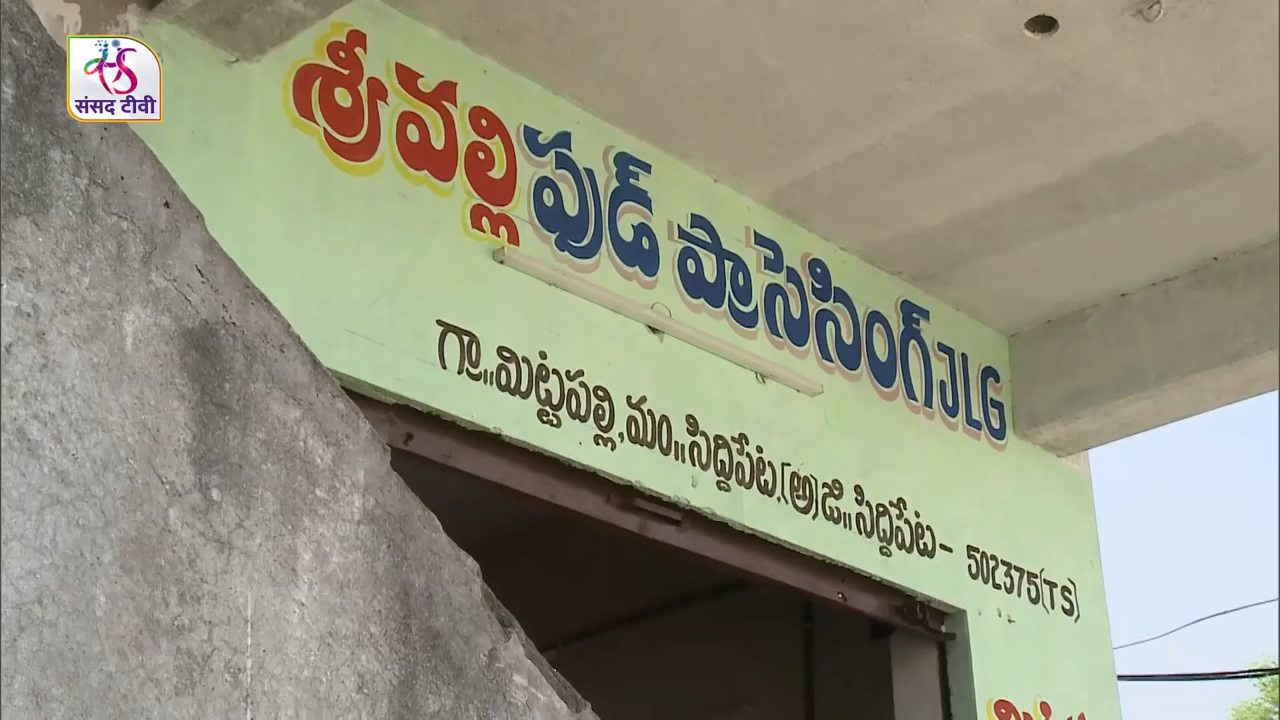 संसद टीवी
శ్రీవల్లి ఫుడ్ ప్రాసెసింగ్ JLG
గ్రా॥మిట్టపల్లి,మం॥సిద్దిపేట.(అ)జి॥సిద్దిపేట- 502375(TS)